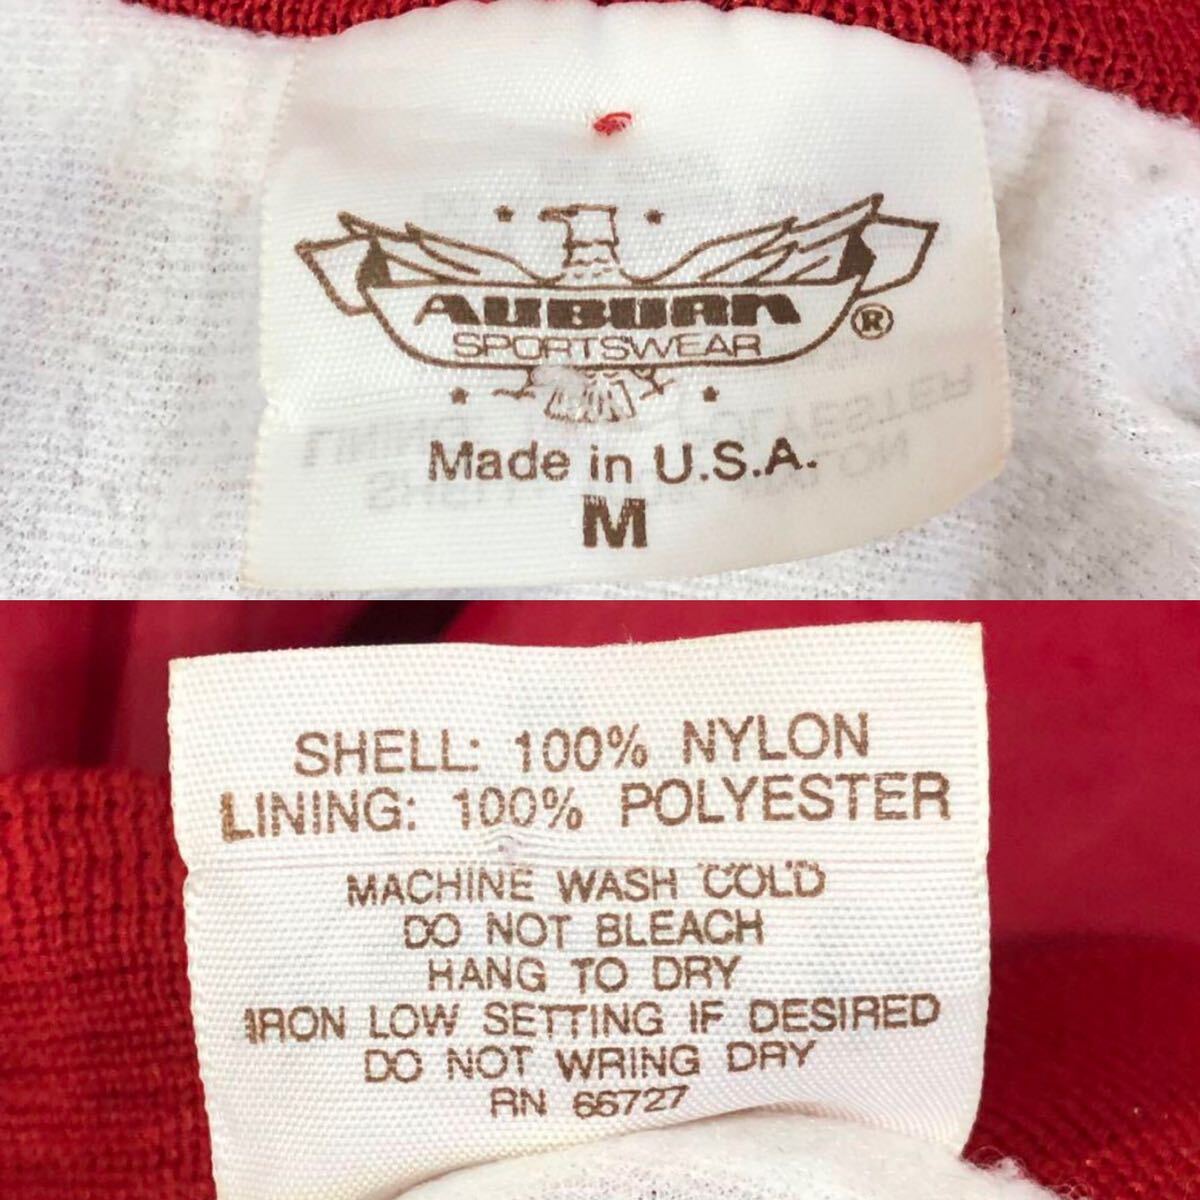 AUBURN
SPORTSWEAR
®
Made in U.S.A.
M
SHELL: 100% NYLON
LINING: 100% POLYESTER
MACHINE WASH COLD
DO NOT BLEACH
HANG TO DRY
IRON LOW SETTING IF DESIRED
DO NOT WRING DRY
RN 66727